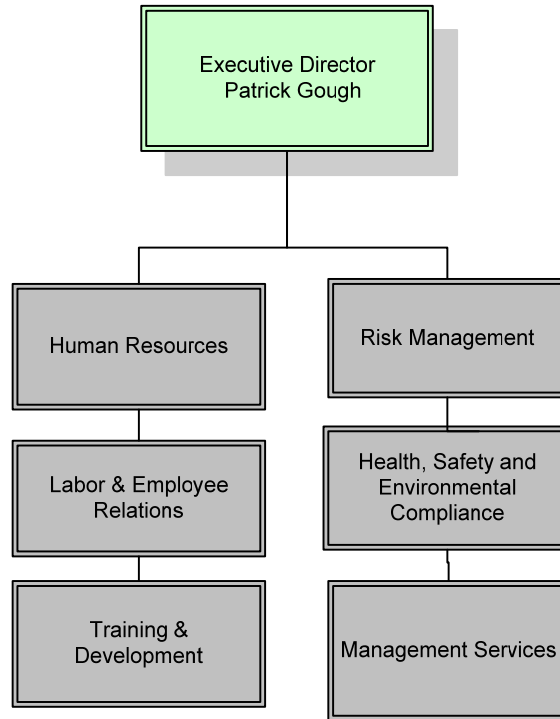 Executive Director
Patrick Gough
Human Resources
Risk Management
Labor & Employee
Relations
Health, Safety and
Environmental
Compliance
Training &
Development
Management Services